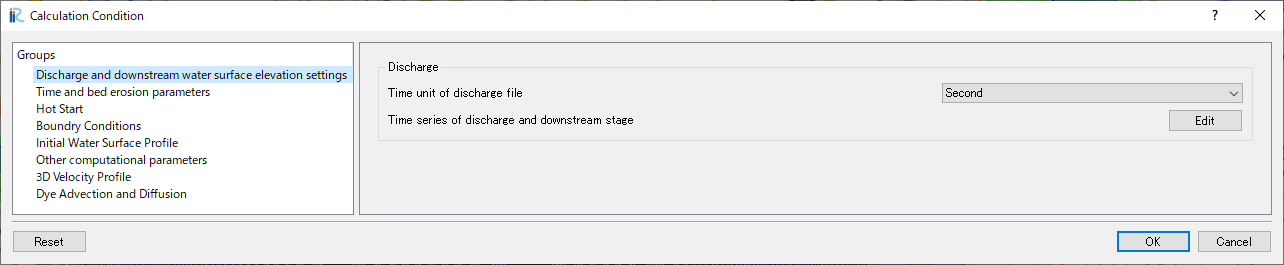 Calculation Condition
Groups
Discharge and downstream water surface elevation settings
Time and bed erosion parameters
Hot Start
Boundry Conditions
Initial Water Surface Profile
Other computational parameters
3D Velocity Profile
Dye Advection and Diffusion
Discharge
Time unit of discharge file
Second
Time series of discharge and downstream stage
Edit
Reset
OK
Cancel